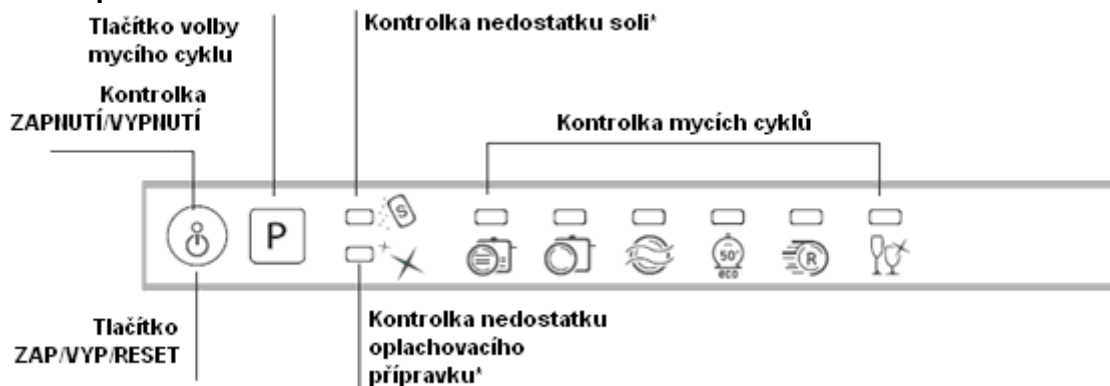 Tlačítko volby
mycího cyklu
Kontrolka nedostatku soli*
Kontrolka
ZAPNUTÍ/VYPNUTÍ
Kontrolka mycích cyklů
P
S
50°
eco
R
Tlačítko
ZAP/VYP/RESET
Kontrolka nedostatku
oplachovacího
přípravku*